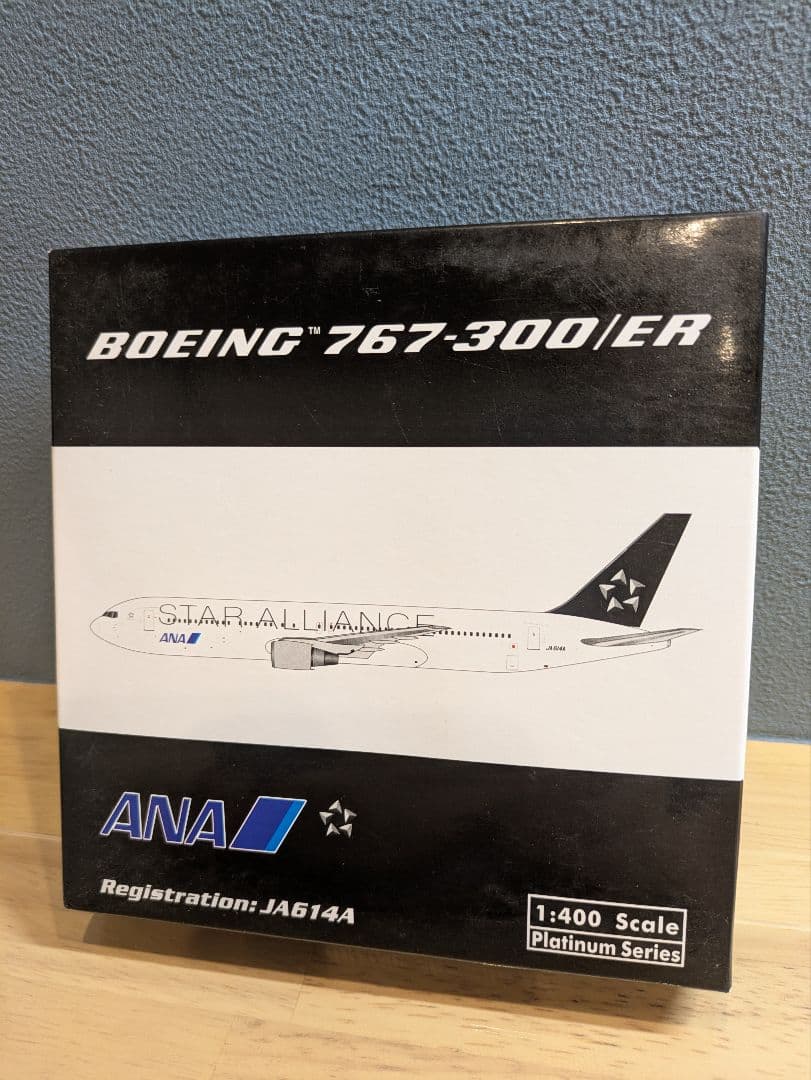 BOEING™ 767-300/ER
STAR ALLIANCE
ANA
JA614A
ANA
Registration: JA614A
1:400 Scale
Platinum Series